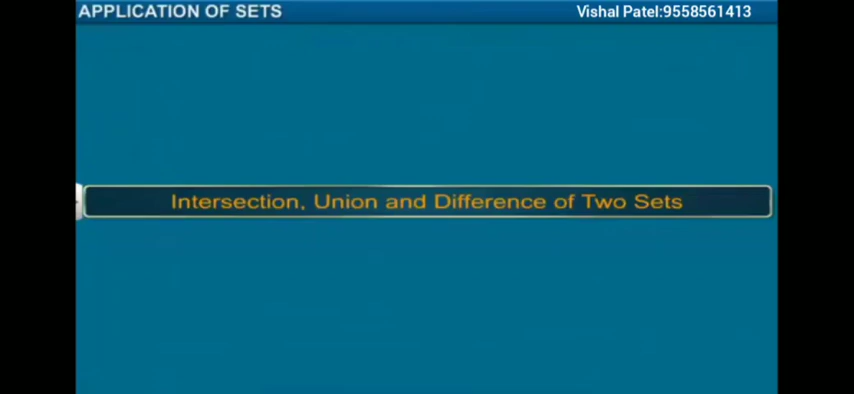 APPLICATION OF SETS
Vishal Patel:9558561413
Intersection, Union and Difference of Two Sets